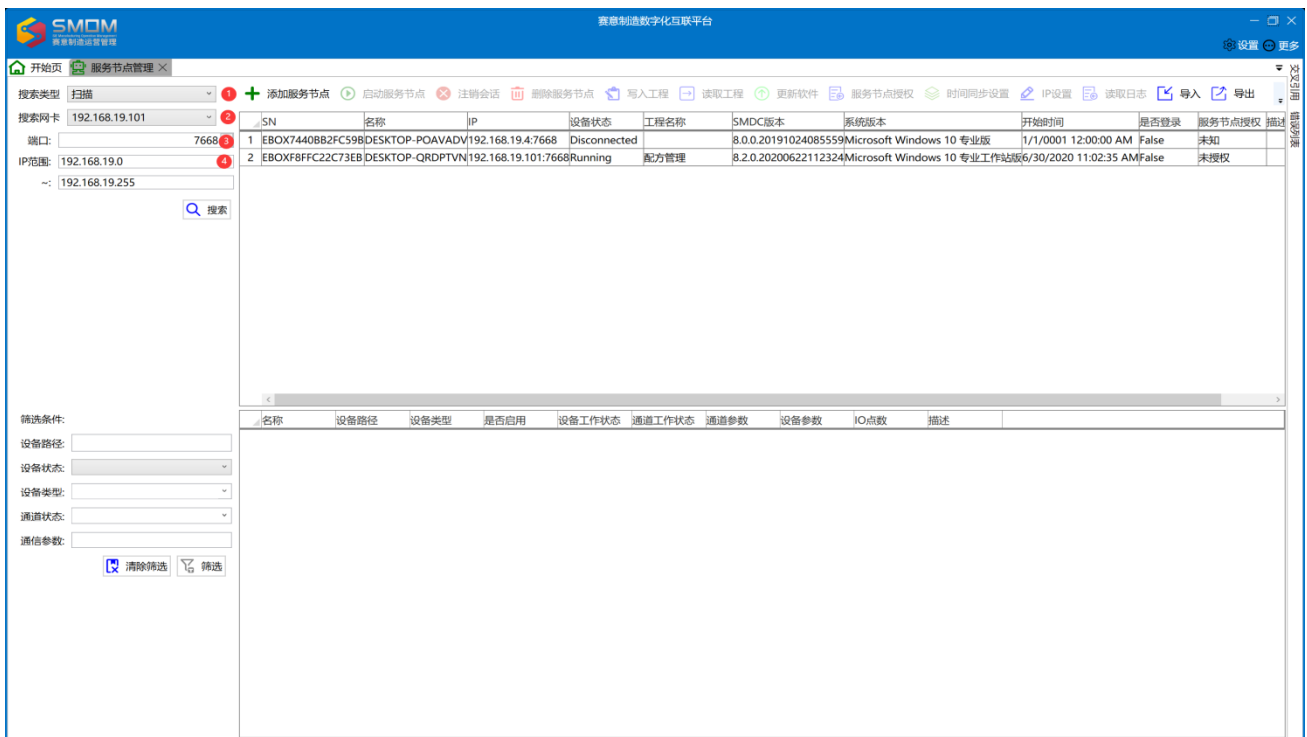 SMOM
赛意制造运营管理
赛意制造数字化互联平台
设置 更多
开始页 服务节点管理
搜索类型 扫描 1
搜索网卡 192.168.19.101 2
端口: 7668 3
IP范围: 192.168.19.0 4
~: 192.168.19.255
搜索
添加服务节点 启动服务节点 注销会话 删除服务节点 写入工程 读取工程 更新软件 服务节点授权 时间同步设置 IP设置 读取日志 导入 导出
SN 名称 IP 设备状态 工程名称 SMDC版本 系统版本 开始时间 是否登录 服务节点授权 描述
1 EBOX7440BB2FC59B DESKTOP-POAVADV 192.168.19.4:7668 Disconnected 8.0.0.20191024085559 Microsoft Windows 10 专业版 1/1/0001 12:00:00 AM False 未知
2 EBOXF8FFC22C73EB DESKTOP-QRDPTVN 192.168.19.101:7668 Running 配方管理 8.2.0.20200622112324 Microsoft Windows 10 专业工作站版 6/30/2020 11:02:35 AM False 未授权
交叉引用
错误列表
筛选条件:
设备路径:
设备状态:
设备类型:
通道状态:
通信参数:
清除筛选 筛选
名称 设备路径 设备类型 是否启用 设备工作状态 通道工作状态 通道参数 设备参数 IO点数 描述